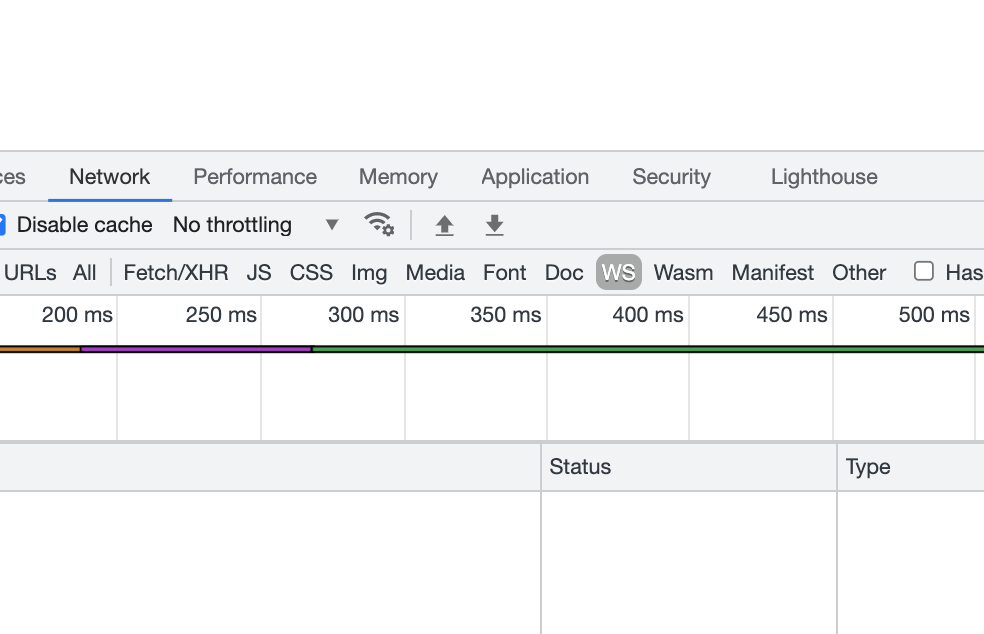 ces Network Performance Memory Application Security Lighthouse
Disable cache No throttling
URLs All Fetch/XHR JS CSS Img Media Font Doc WS Wasm Manifest Other Has
200 ms 250 ms 300 ms 350 ms 400 ms 450 ms 500 ms
Status Type